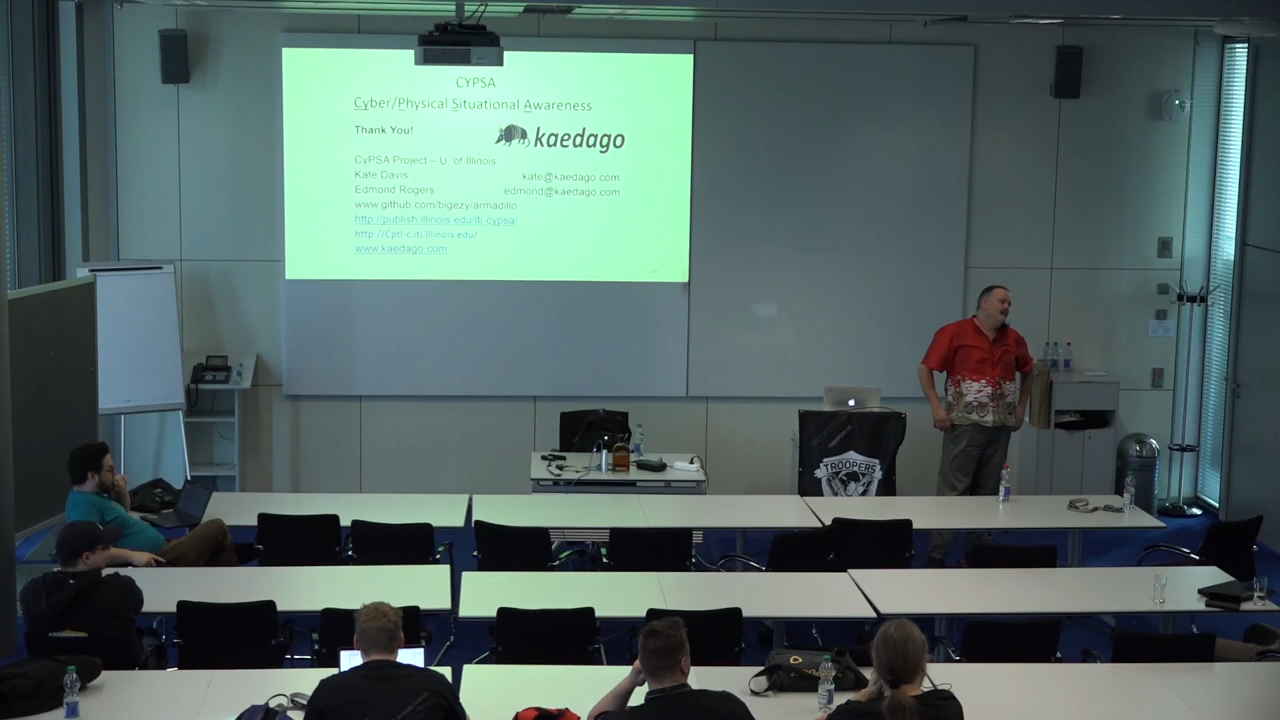 CYPSA
Cyber/Physical Situational Awareness
Thank You!
kaedago
CyPSA Project – U. of Illinois
Kate Davis kate@kaedago.com
Edmond Rogers edmond@kaedago.com
www.github.com/bigezy/armadillo
http://publish.illinois.edu/iti-cypsa/
http://Cptl-c.iti.illinois.edu/
www.kaedago.com
TROOPERS